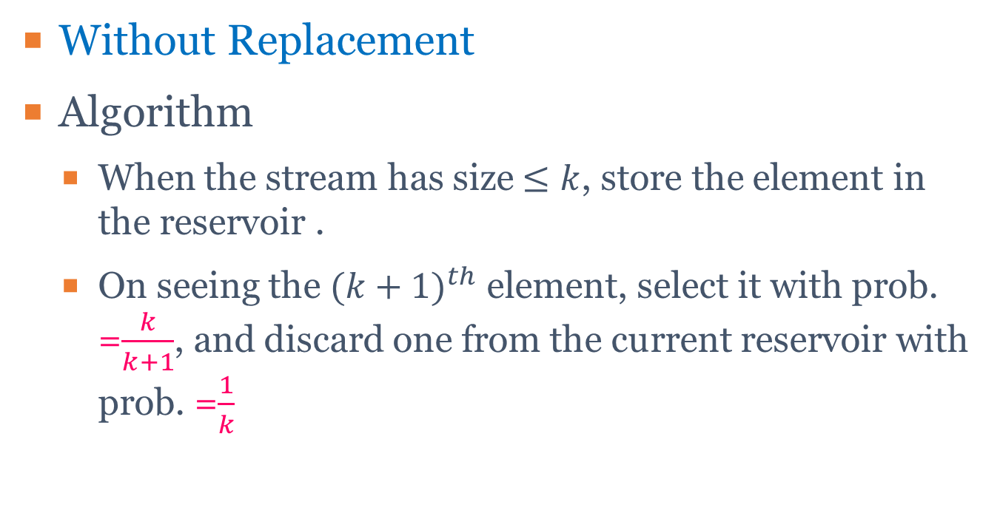 ▪ Without Replacement
▪ Algorithm
▪ When the stream has size ≤ k, store the element in
the reservoir .
▪ On seeing the (k + 1)^{th} element, select it with prob.
=\frac{k}{k+1}, and discard one from the current reservoir with
prob. =\frac{1}{k}